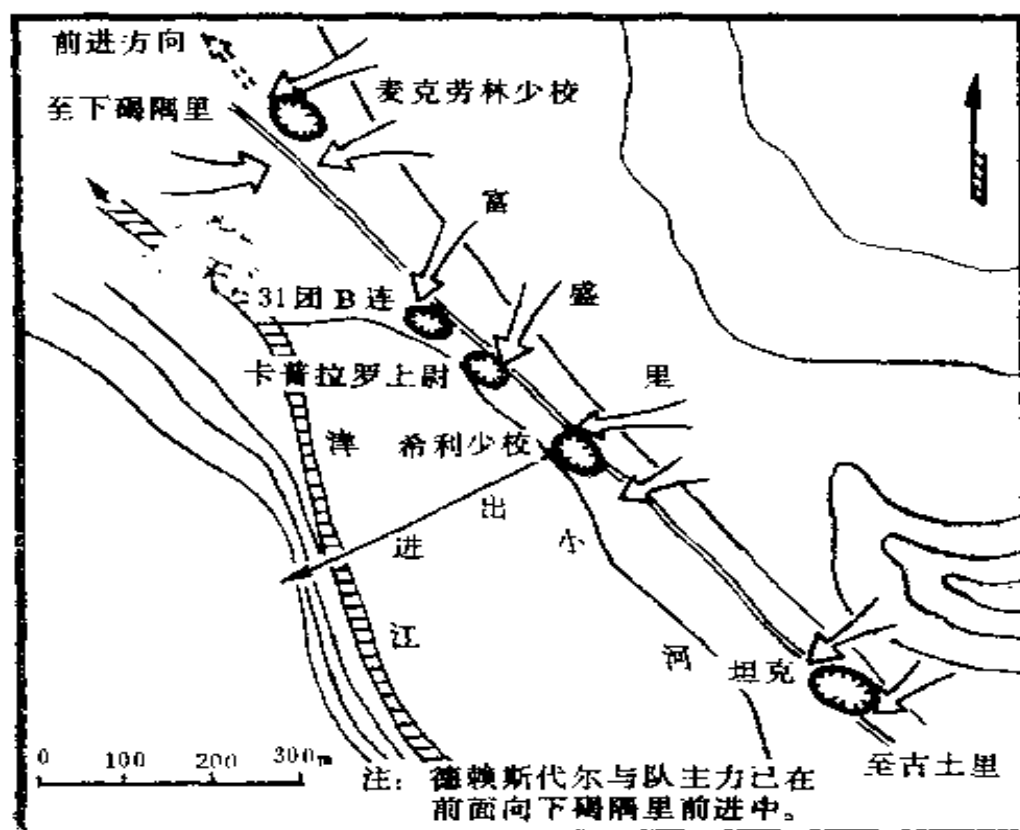 前进方向
至下碣隅里
麦克劳林少校
富盛里
31团B连
卡普拉罗上尉
希利少校
津江
进出
小河
坦克
至古土里
0 100 200 300m
注：德赖斯代尔与队主力已在
前面向下碣隅里前进中。